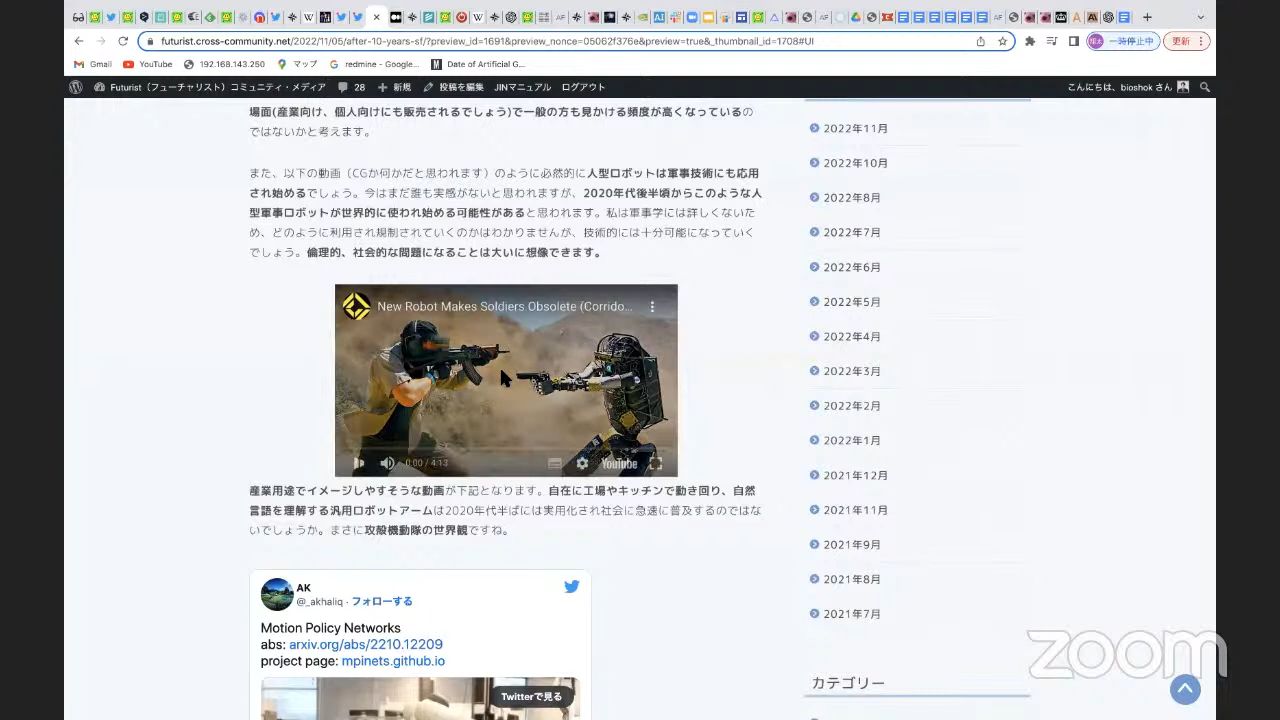 futurist.cross-community.net/2022/11/05/after-10-years-sf/?preview_id=1691&preview_nonce=05062f376e&preview=true&_thumbnail_id=1708#UI
一時停止中
更新
Gmail
YouTube
192.168.143.250
マップ
redmine - Google...
Date of Artificial G...
Futurist（フューチャリスト）コミュニティ・メディア
28
新規
投稿を編集
JINマニュアル
ログアウト
こんにちは、bioshok さん
場面(産業向け、個人向けにも販売されるでしょう)で一般の方も見かける頻度が高くなっているの
ではないかと考えます。
また、以下の動画（CGか何かだと思われます）のように必然的に人型ロボットは軍事技術にも応用
され始めるでしょう。今はまだ誰も実感がないと思われますが、2020年代後半頃からこのような人
型軍事ロボットが世界的に使われ始める可能性があると思われます。私は軍事学には詳しくないた
め、どのように利用され規制されていくのかはわかりませんが、技術的には十分可能になっていく
でしょう。倫理的、社会的な問題になることは大いに想像できます。
New Robot Makes Soldiers Obsolete (Corrido...
0:00 / 4:13
YouTube
産業用途でイメージしやすそうな動画が下記となります。自在に工場やキッチンで動き回り、自然
言語を理解する汎用ロボットアームは2020年代半ばには実用化され社会に急速に普及するのではな
いでしょうか。まさに攻殻機動隊の世界観ですね。
AK
@_akhaliq · フォローする
Motion Policy Networks
abs: arxiv.org/abs/2210.12209
project page: mpinets.github.io
Twitterで見る
2022年11月
2022年10月
2022年8月
2022年7月
2022年6月
2022年5月
2022年4月
2022年3月
2022年2月
2022年1月
2021年12月
2021年11月
2021年9月
2021年8月
2021年7月
カテゴリー
zoom